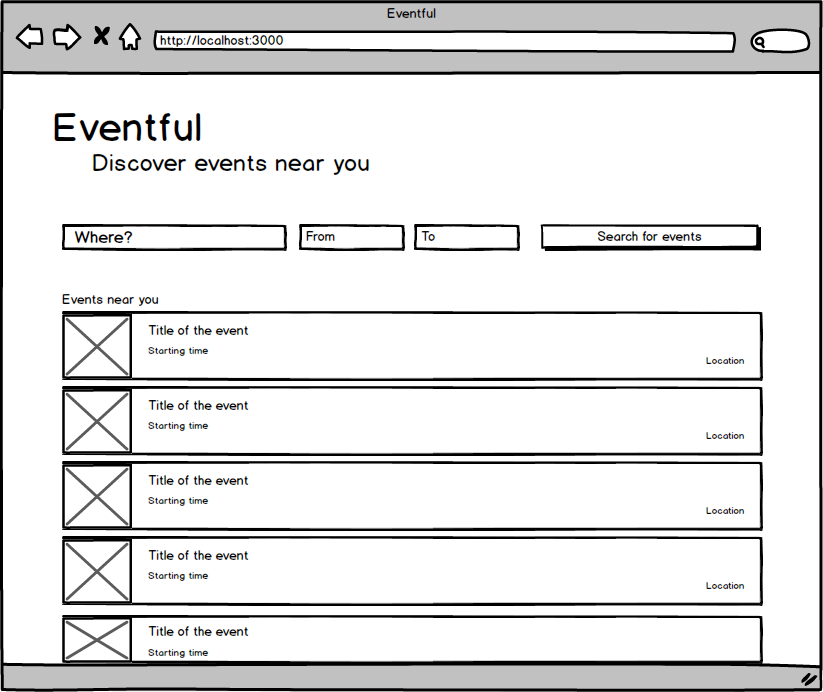 Eventful
http://localhost:3000
Eventful
Discover events near you
Where?
From
To
Search for events
Events near you
Title of the event
Starting time
Location
Title of the event
Starting time
Location
Title of the event
Starting time
Location
Title of the event
Starting time
Location
Title of the event
Starting time